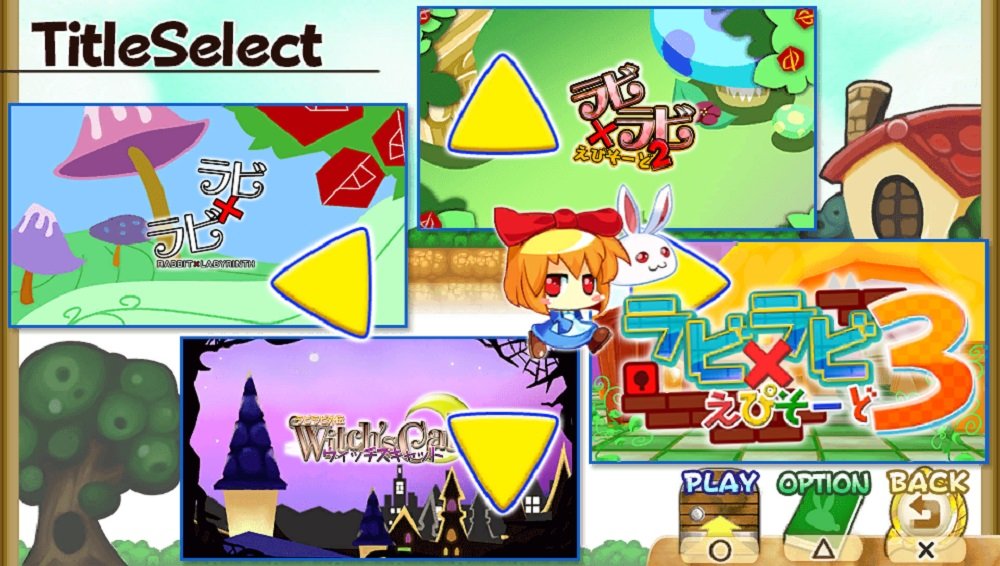 TitleSelect
ラビ
×ラビ
えぴそーど2
ラビ
×
ラビ
RABBIT×LABYRINTH
ラビ×ラビ
3
えぴそーど
Witch's Ca
ウィッチズキャット
PLAY OPTION BACK
○ △ ×